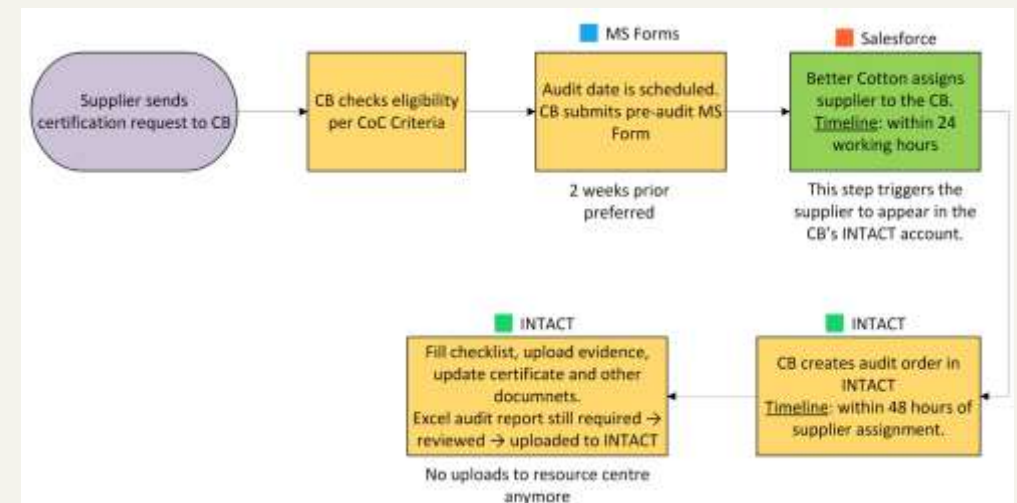 Supplier sends
certification request to CB
CB checks eligibility
per CoC Criteria
MS Forms
Audit date is scheduled.
CB submits pre-audit MS
Form
2 weeks prior
preferred
Salesforce
Better Cotton assigns
supplier to the CB.
Timeline: within 24
working hours
This step triggers the
supplier to appear in the
CB's INTACT account.
INTACT
CB creates audit order in
INTACT
Timeline: within 48 hours of
supplier assignment.
INTACT
Fill checklist, upload evidence,
update certificate and other
documnets.
Excel audit report still required →
reviewed → uploaded to INTACT
No uploads to resource centre
anymore